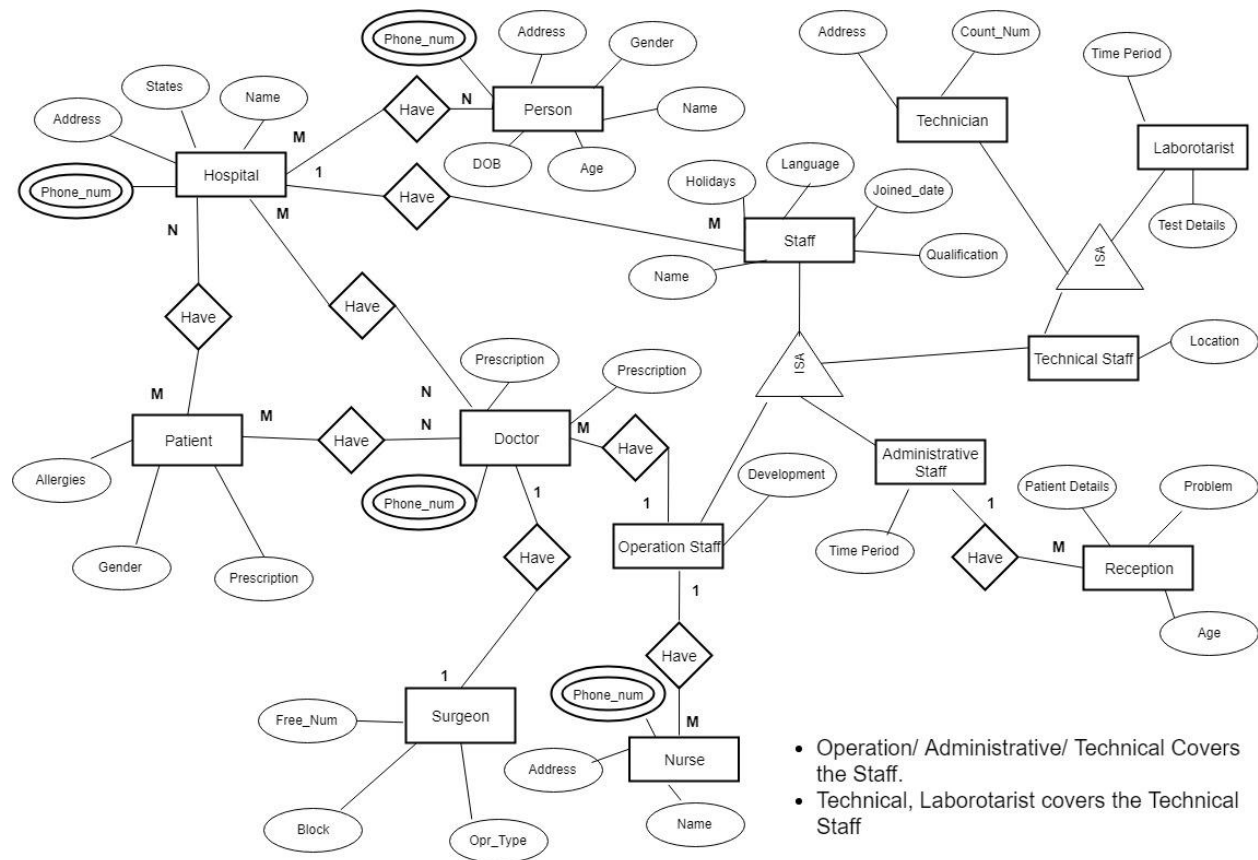 Phone_num
Address
Gender
Address
Count_Num
Time Period
States
Name
Have
N
Person
Name
Technician
Address
M
Laborotarist
Hospital
1
DOB
Age
Language
Phone_num
Have
Holidays
Joined_date
M
M
Test Details
N
Staff
Name
Qualification
ISA
Have
Have
Prescription
Prescription
ISA
Technical Staff
Location
M
N
M
N
M
Patient
Have
Doctor
Have
Administrative
Staff
Allergies
Phone_num
Development
Patient Details
Problem
1
1
1
Operation Staff
Time Period
Have
M
Reception
Gender
Prescription
Have
1
Age
Have
1
Phone_num
Free_Num
Surgeon
M
Address
Nurse
Block
Opr_Type
Name
• Operation/ Administrative/ Technical Covers
the Staff.
• Technical, Laborotarist covers the Technical
Staff